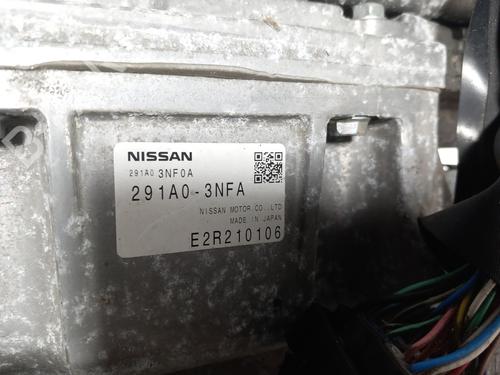 NISSAN
291A0 3NF0A
291A0-3NFA
NISSAN MOTOR CO., LTD
MADE IN JAPAN
E2R210106